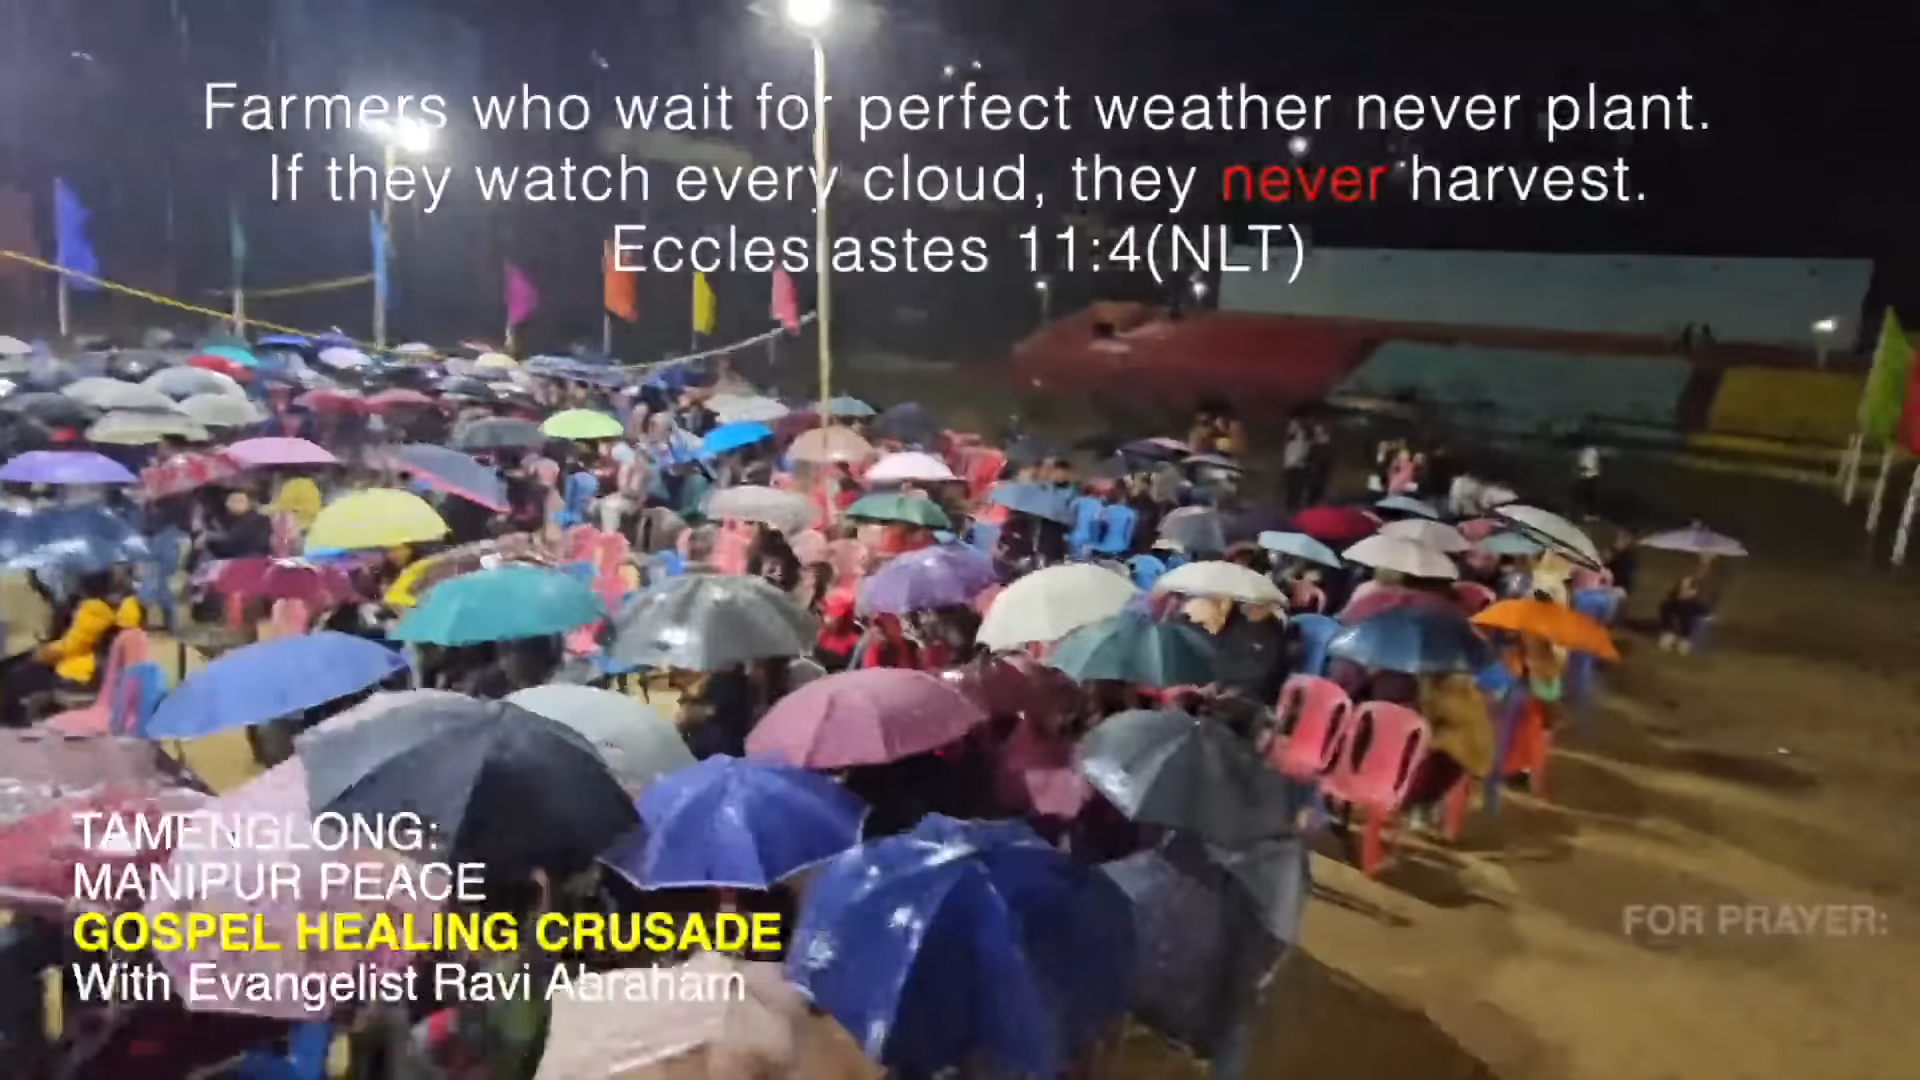 Farmers who wait for perfect weather never plant.
If they watch every cloud, they never harvest.
Ecclesiastes 11:4(NLT)
TAMENGLONG:
MANIPUR PEACE
GOSPEL HEALING CRUSADE
With Evangelist Ravi Abraham
FOR PRAYER: